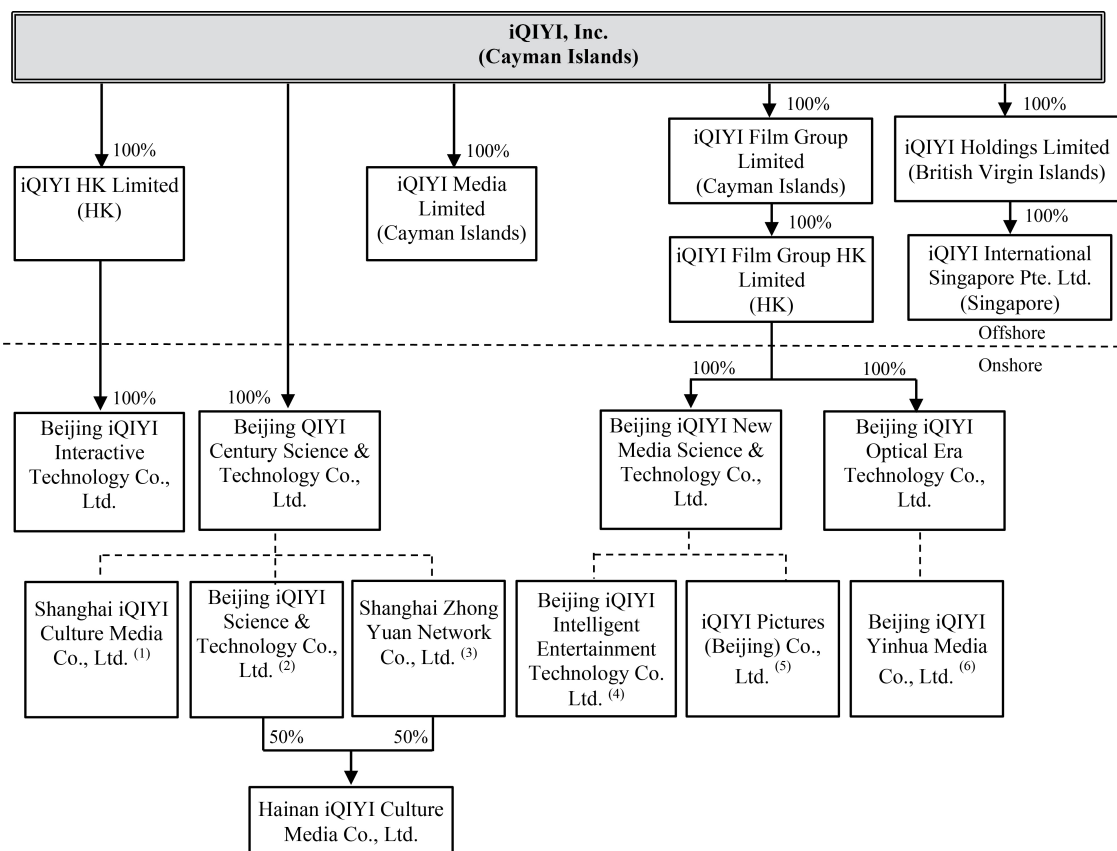 iQIYI, Inc.
(Cayman Islands)
100%
100%
100%
100%
iQIYI HK Limited
(HK)
iQIYI Media
Limited
(Cayman Islands)
iQIYI Film Group
Limited
(Cayman Islands)
iQIYI Holdings Limited
(British Virgin Islands)
100%
100%
iQIYI Film Group HK
Limited
(HK)
iQIYI International
Singapore Pte. Ltd.
(Singapore)
Offshore
Onshore
100%
100%
100%
100%
Beijing iQIYI
Interactive
Technology Co.,
Ltd.
Beijing QIYI
Century Science &
Technology Co.,
Ltd.
Beijing iQIYI New
Media Science &
Technology Co.,
Ltd.
Beijing iQIYI
Optical Era
Technology Co.,
Ltd.
Shanghai iQIYI
Culture Media
Co., Ltd. (1)
Beijing iQIYI
Science &
Technology Co.,
Ltd. (2)
Shanghai Zhong
Yuan Network
Co., Ltd. (3)
Beijing iQIYI
Intelligent
Entertainment
Technology Co.
Ltd. (4)
iQIYI Pictures
(Beijing) Co.,
Ltd. (5)
Beijing iQIYI
Yinhua Media
Co., Ltd. (6)
50%
50%
Hainan iQIYI Culture
Media Co., Ltd.